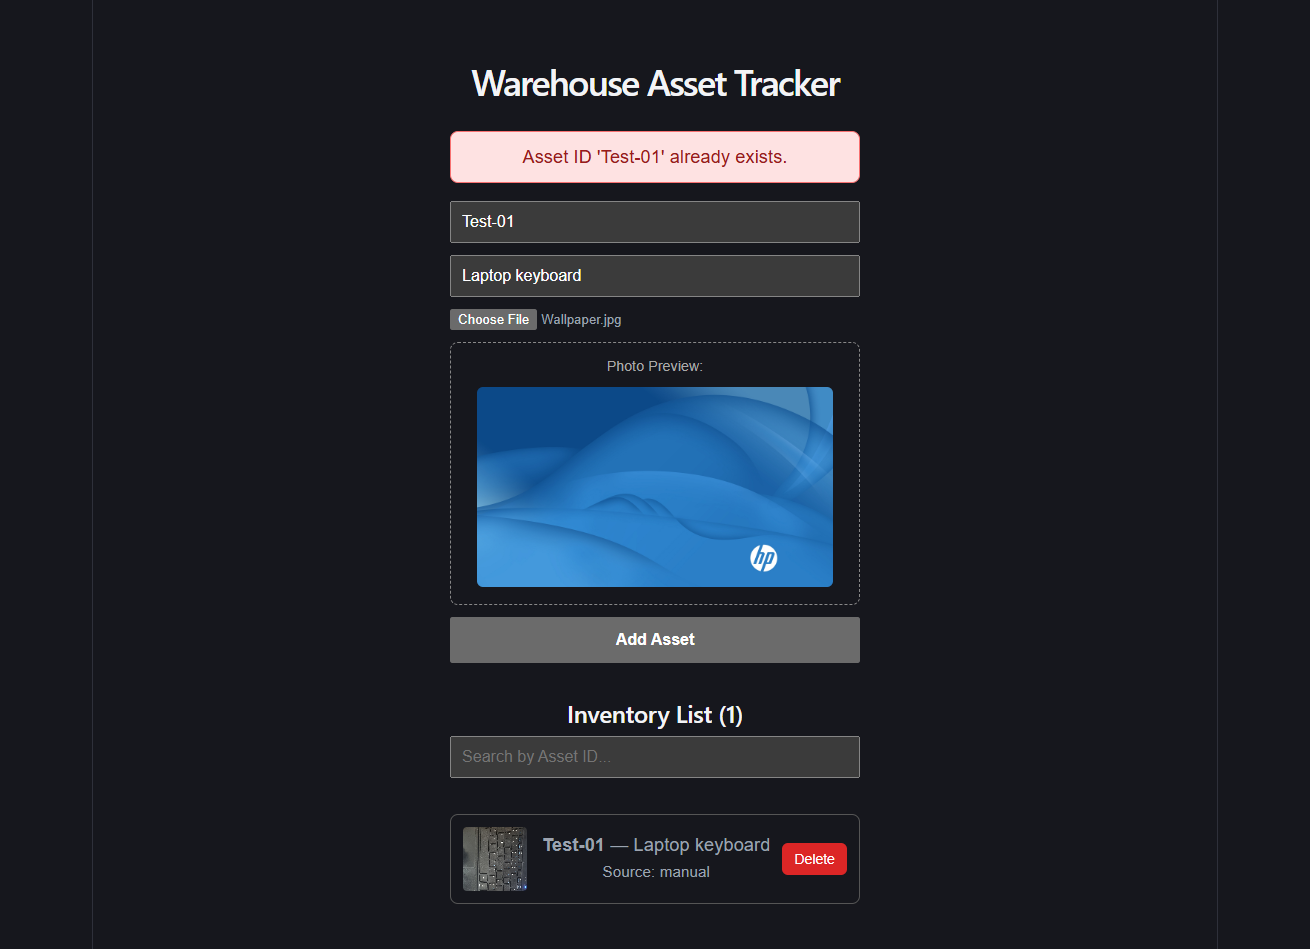 Warehouse Asset Tracker
Asset ID 'Test-01' already exists.
Test-01
Laptop keyboard
Choose File Wallpaper.jpg
Photo Preview:
hp
Add Asset
Inventory List (1)
Search by Asset ID...
Test-01 — Laptop keyboard
Source: manual
Delete